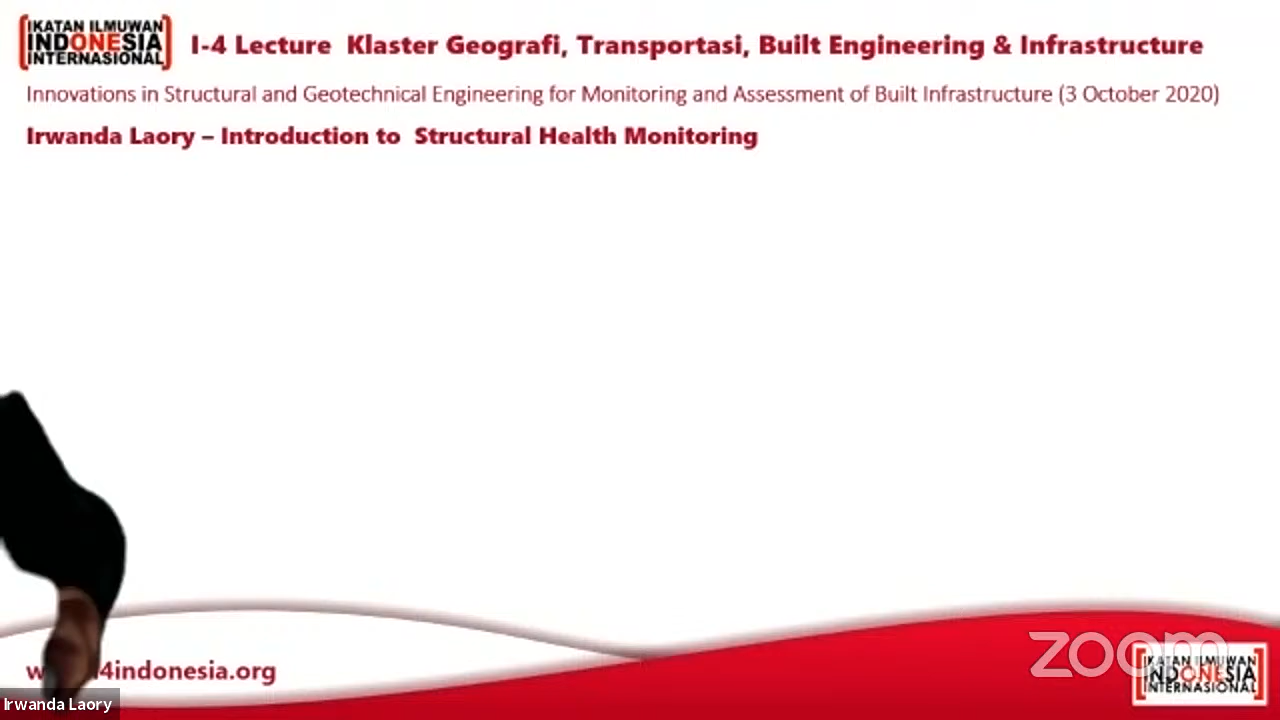 IKATAN ILMUWAN
INDONESIA
INTERNASIONAL
I-4 Lecture Klaster Geografi, Transportasi, Built Engineering & Infrastructure
Innovations in Structural and Geotechnical Engineering for Monitoring and Assessment of Built Infrastructure (3 October 2020)
Irwanda Laory – Introduction to Structural Health Monitoring
4indonesia.org
Irwanda Laory
zoom
IKATAN ILMUWAN
INDONESIA
INTERNASIONAL